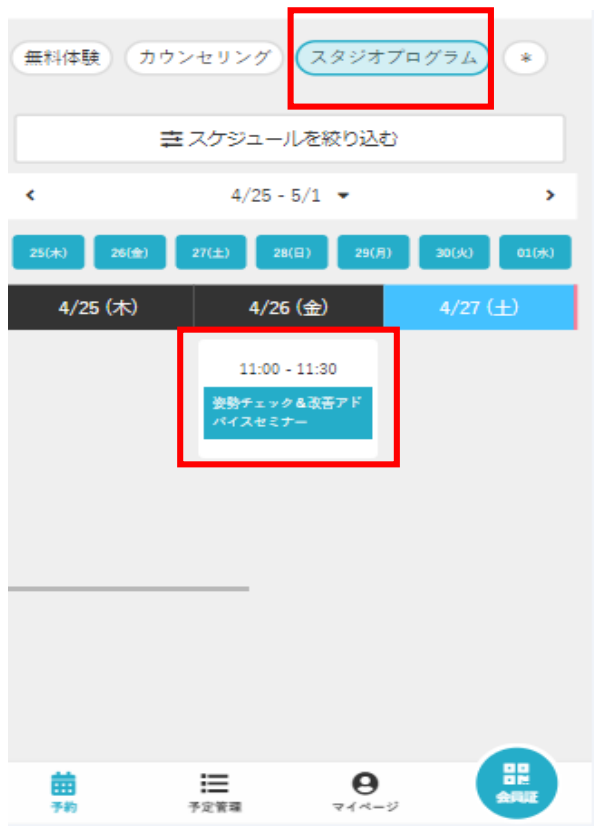 無料体験 カウンセリング スタジオプログラム *
スケジュールを絞り込む
4/25 - 5/1
25(木) 26(金) 27(土) 28(日) 29(月) 30(火) 01(水)
4/25 (木) 4/26 (金) 4/27 (土)
11:00 - 11:30
姿勢チェック&改善アド
バイスセミナー
予約 予定管理 マイページ 会員証